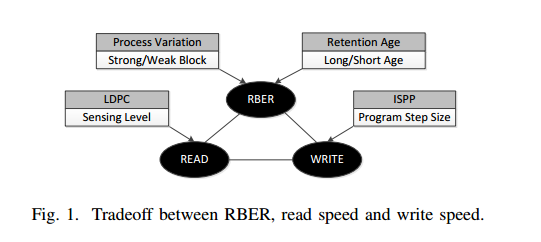 Process Variation
Strong/Weak Block
Retention Age
Long/Short Age
LDPC
Sensing Level
RBER
ISPP
Program Step Size
READ
WRITE
Fig. 1. Tradeoff between RBER, read speed and write speed.